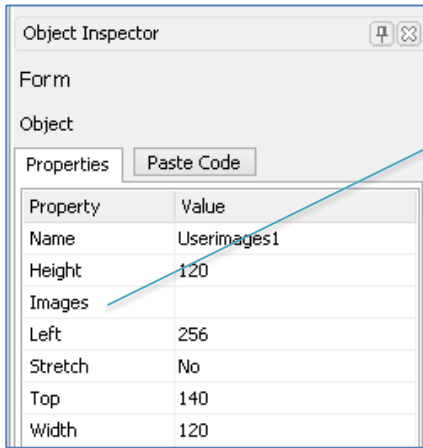 Object Inspector
Form
Object
Properties Paste Code
Property Value
Name Userimages1
Height 120
Images
Left 256
Stretch No
Top 140
Width 120